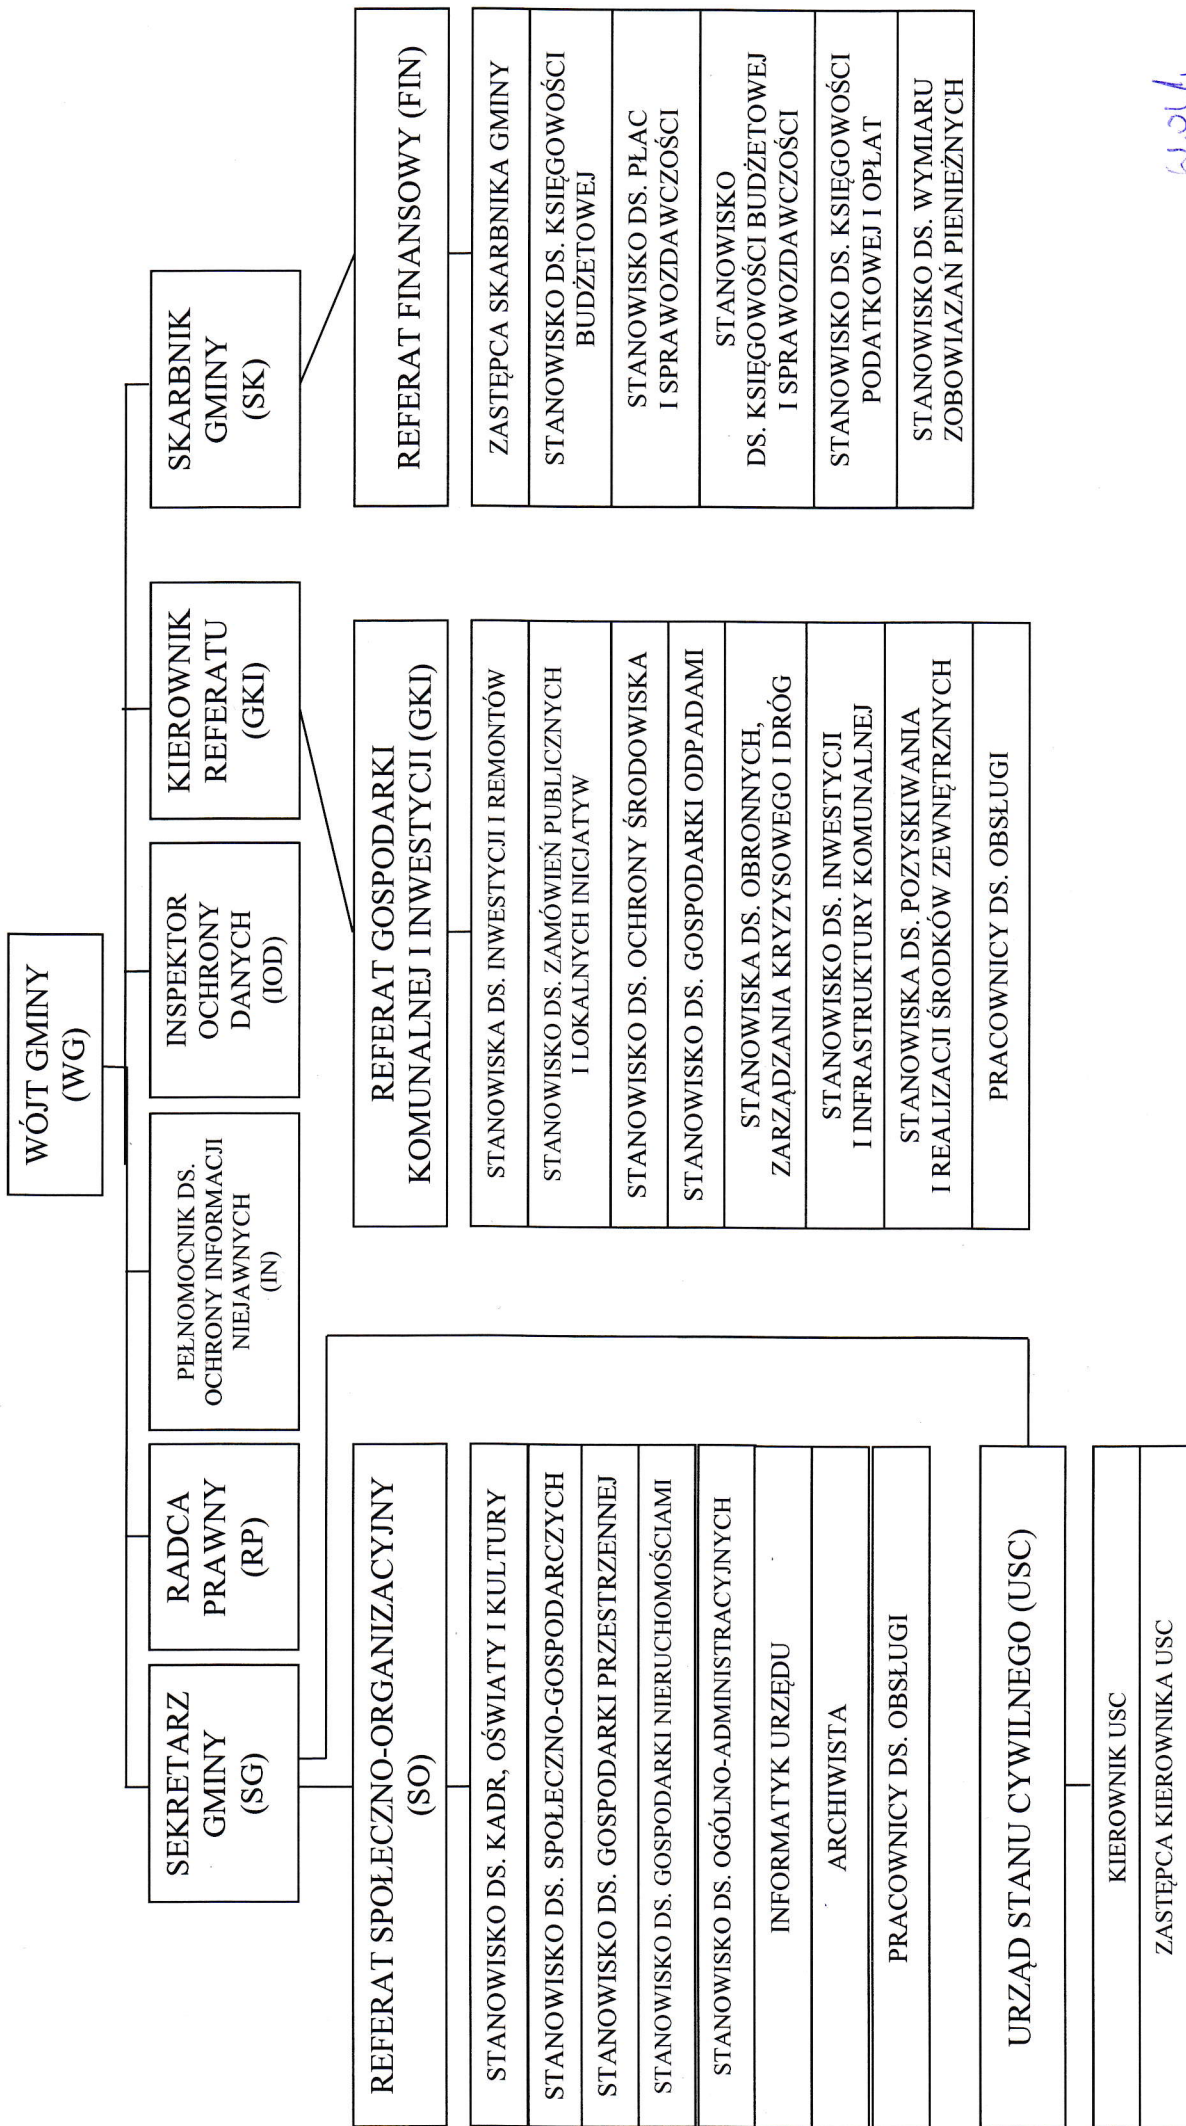 WÓJT GMINY
(WG)
SEKRETARZ
GMINY
(SG)
RADCA
PRAWNY
(RP)
PEŁNOMOCNIK DS.
OCHRONY INFORMACJI
NIEJAWNYCH
(IN)
INSPEKTOR
OCHRONY
DANYCH
(IOD)
KIEROWNIK
REFERATU
(GKI)
SKARBNIK
GMINY
(SK)
REFERAT SPOŁECZNO-ORGANIZACYJNY
(SO)
STANOWISKO DS. KADR, OŚWIATY I KULTURY
STANOWISKO DS. SPOŁECZNO-GOSPODARCZYCH
STANOWISKO DS. GOSPODARKI PRZESTRZENNEJ
STANOWISKO DS. GOSPODARKI NIERUCHOMOŚCIAMI
STANOWISKO DS. OGÓLNO-ADMINISTRACYJNYCH
INFORMATYK URZĘDU
ARCHIWISTA
PRACOWNICY DS. OBSŁUGI
URZĄD STANU CYWILNEGO (USC)
KIEROWNIK USC
ZASTĘPCA KIEROWNIKA USC
REFERAT GOSPODARKI
KOMUNALNEJ I INWESTYCJI (GKI)
STANOWISKA DS. INWESTYCJI I REMONTÓW
STANOWISKO DS. ZAMÓWIEŃ PUBLICZNYCH
I LOKALNYCH INICJATYW
STANOWISKO DS. OCHRONY ŚRODOWISKA
STANOWISKO DS. GOSPODARKI ODPADAMI
STANOWISKA DS. OBRONNYCH,
ZARZĄDZANIA KRYZYSOWEGO I DRÓG
STANOWISKO DS. INWESTYCJI
I INFRASTRUKTURY KOMUNALNEJ
STANOWISKA DS. POZYSKIWANIA
I REALIZACJI ŚRODKÓW ZEWNĘTRZNYCH
PRACOWNICY DS. OBSŁUGI
REFERAT FINANSOWY (FIN)
ZASTĘPCA SKARBNIKA GMINY
STANOWISKO DS. KSIĘGOWOŚCI
BUDŻETOWEJ
STANOWISKO DS. PŁAC
I SPRAWOZDAWCZOŚCI
STANOWISKO
DS. KSIĘGOWOŚCI BUDŻETOWEJ
I SPRAWOZDAWCZOŚCI
STANOWISKO DS. KSIĘGOWOŚCI
PODATKOWEJ I OPŁAT
STANOWISKO DS. WYMIARU
ZOBOWIAZAŃ PIENIEŻNYCH